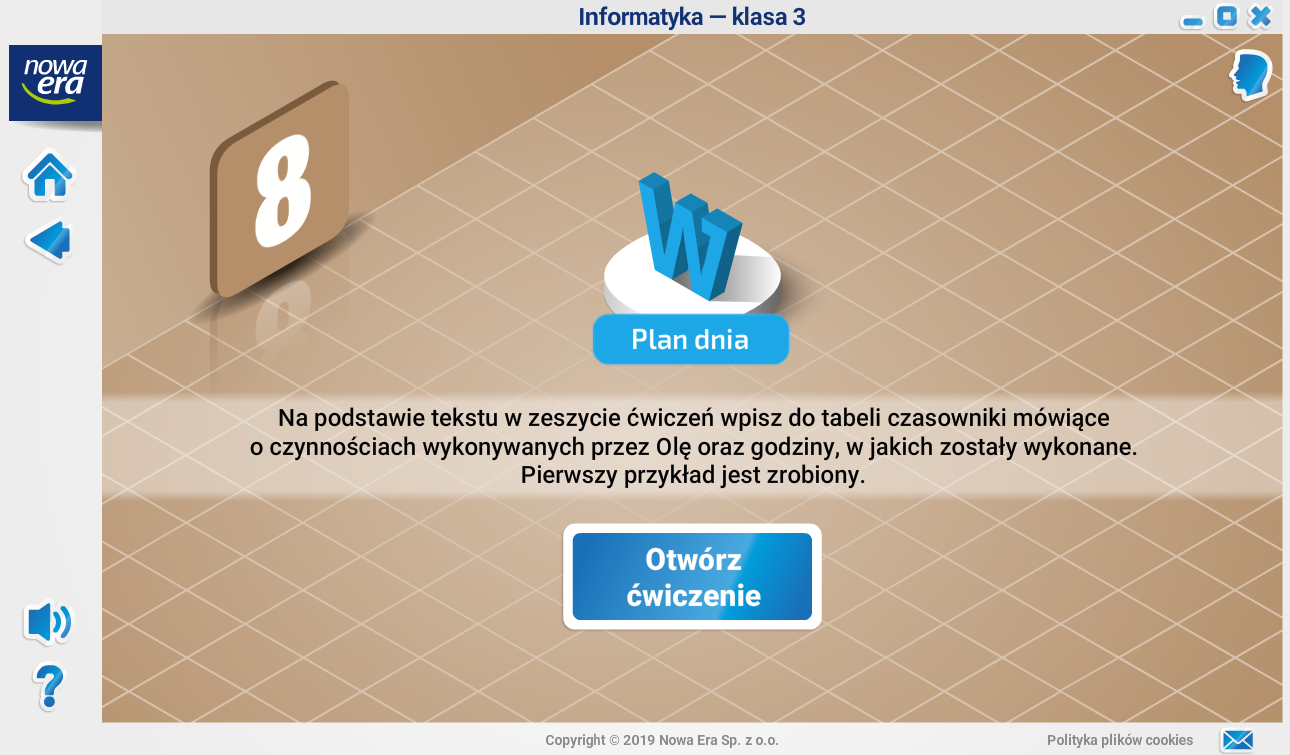 Informatyka — klasa 3
nowa
era
8
W
Plan dnia
Na podstawie tekstu w zeszycie ćwiczeń wpisz do tabeli czasowniki mówiące
o czynnościach wykonywanych przez Olę oraz godziny, w jakich zostały wykonane.
Pierwszy przykład jest zrobiony.
Otwórz
ćwiczenie
?
Copyright © 2019 Nowa Era Sp. z o.o.
Polityka plików cookies